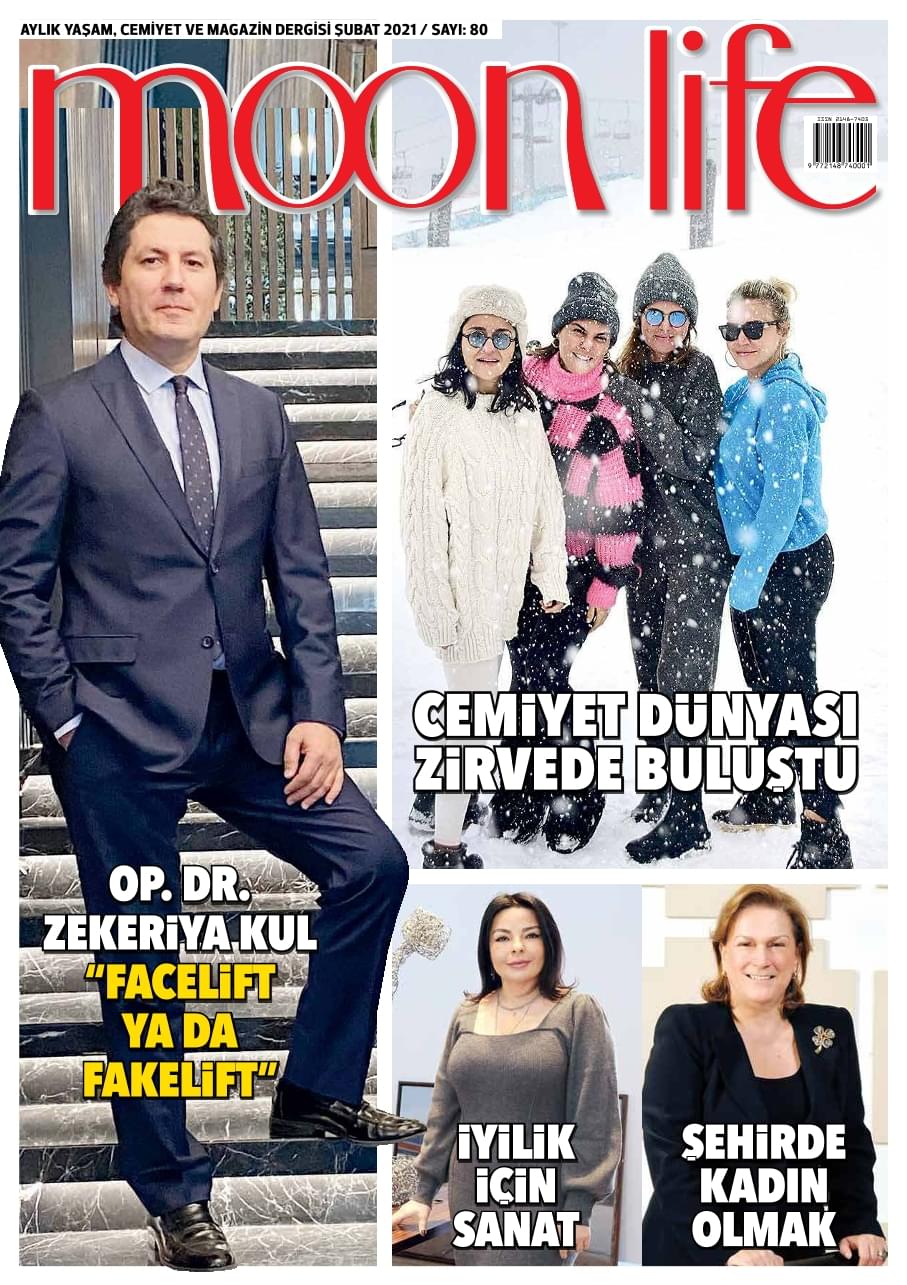 AYLIK YAŞAM, CEMİYET VE MAGAZİN DERGİSİ ŞUBAT 2021 / SAYI: 80
moon life
ISSN 2148-7403
9 772148 740001
CEMİYET DÜNYASI
ZİRVEDE BULUŞTU
OP. DR.
ZEKERİYA KUL
“FACELİFT
YA DA
FAKELİFT”
İYİLİK
İÇİN
SANAT
ŞEHİRDE
KADIN
OLMAK